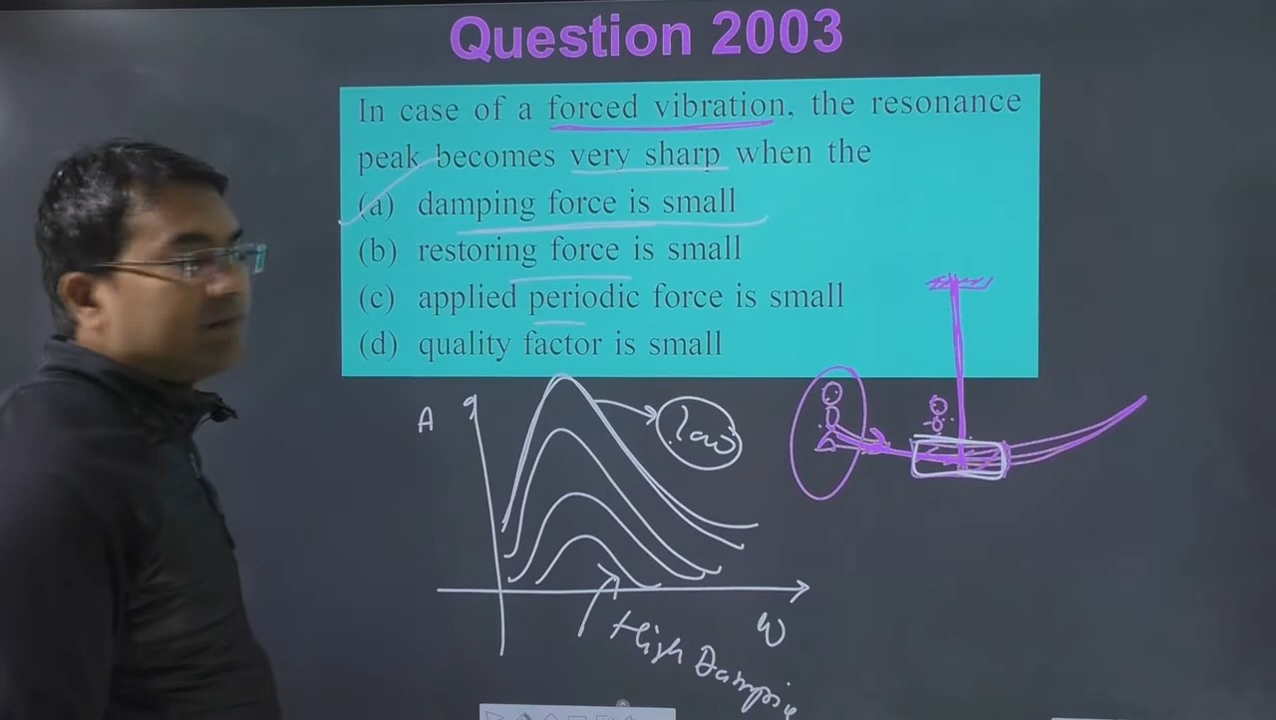 Question 2003
In case of a forced vibration, the resonance
peak becomes very sharp when the
(a) damping force is small
(b) restoring force is small
(c) applied periodic force is small
(d) quality factor is small
A
low
ω
High Damping